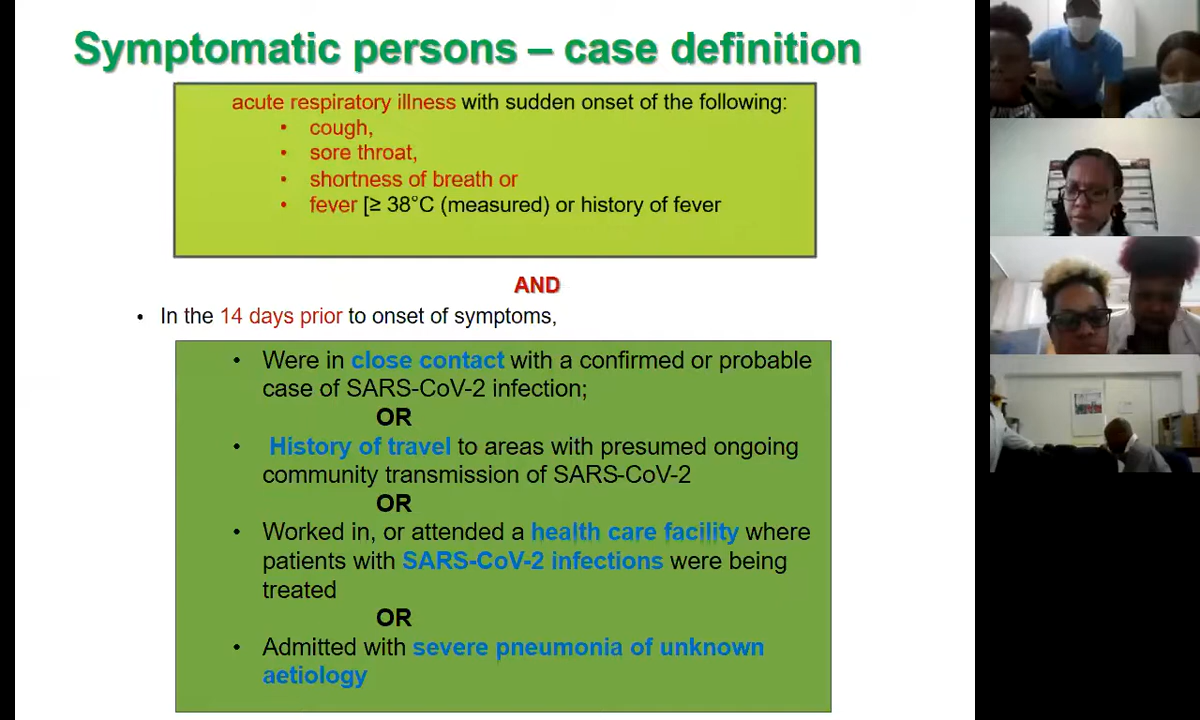 Symptomatic persons – case definition
acute respiratory illness with sudden onset of the following:
• cough,
• sore throat,
• shortness of breath or
• fever [≥ 38°C (measured) or history of fever
AND
• In the 14 days prior to onset of symptoms,
• Were in close contact with a confirmed or probable
case of SARS-CoV-2 infection;
OR
• History of travel to areas with presumed ongoing
community transmission of SARS-CoV-2
OR
• Worked in, or attended a health care facility where
patients with SARS-CoV-2 infections were being
treated
OR
• Admitted with severe pneumonia of unknown
aetiology